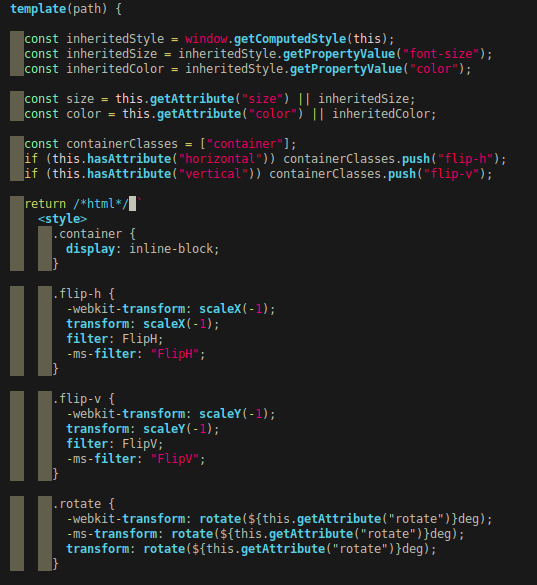 template(path) {
const inheritedStyle = window.getComputedStyle(this);
const inheritedSize = inheritedStyle.getPropertyValue("font-size");
const inheritedColor = inheritedStyle.getPropertyValue("color");
const size = this.getAttribute("size") || inheritedSize;
const color = this.getAttribute("color") || inheritedColor;
const containerClasses = ["container"];
if (this.hasAttribute("horizontal")) containerClasses.push("flip-h");
if (this.hasAttribute("vertical")) containerClasses.push("flip-v");
return /*html*/ `
<style>
.container {
display: inline-block;
}
.flip-h {
-webkit-transform: scaleX(-1);
transform: scaleX(-1);
filter: FlipH;
-ms-filter: "FlipH";
}
.flip-v {
-webkit-transform: scaleY(-1);
transform: scaleY(-1);
filter: FlipV;
-ms-filter: "FlipV";
}
.rotate {
-webkit-transform: rotate(${this.getAttribute("rotate")}deg);
-ms-transform: rotate(${this.getAttribute("rotate")}deg);
transform: rotate(${this.getAttribute("rotate")}deg);
}